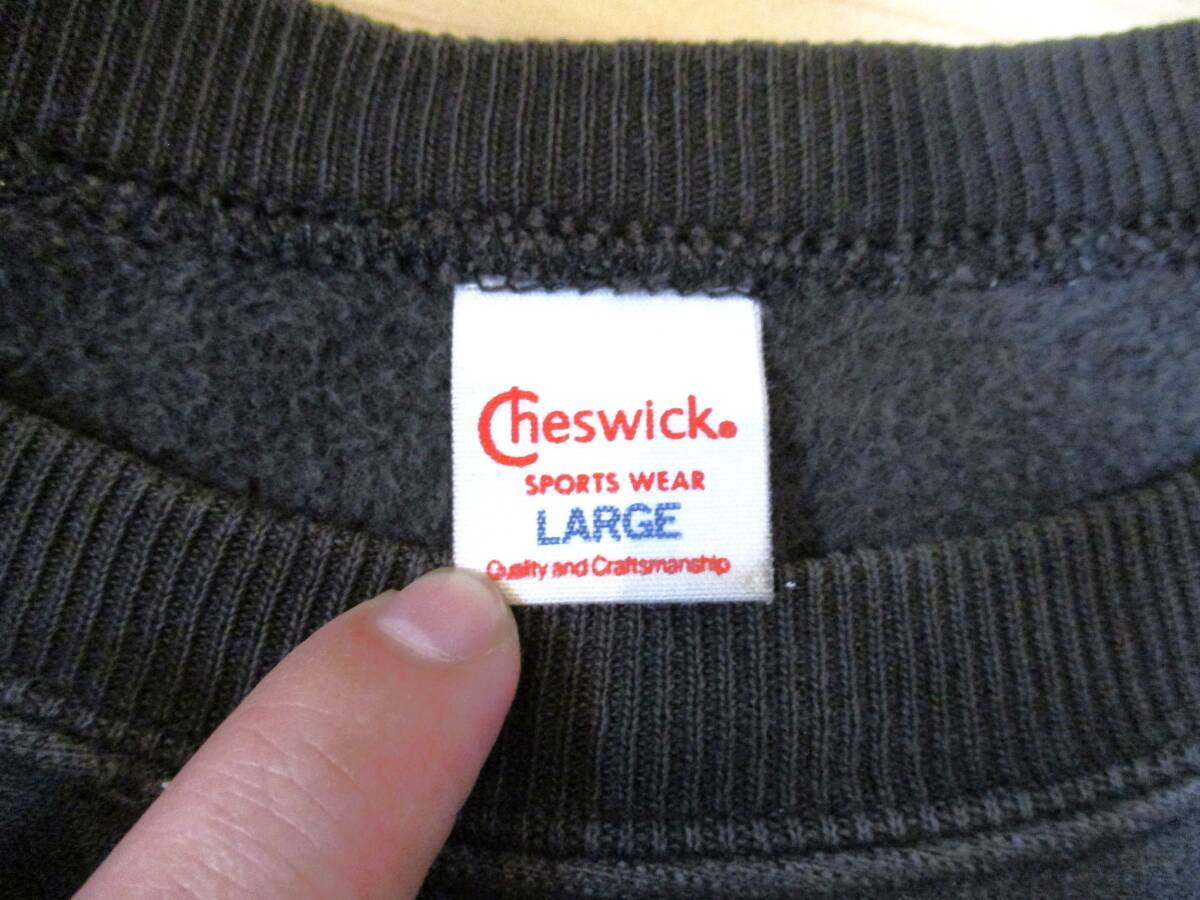 Cheswick®
SPORTS WEAR
LARGE
Quality and Craftsmanship